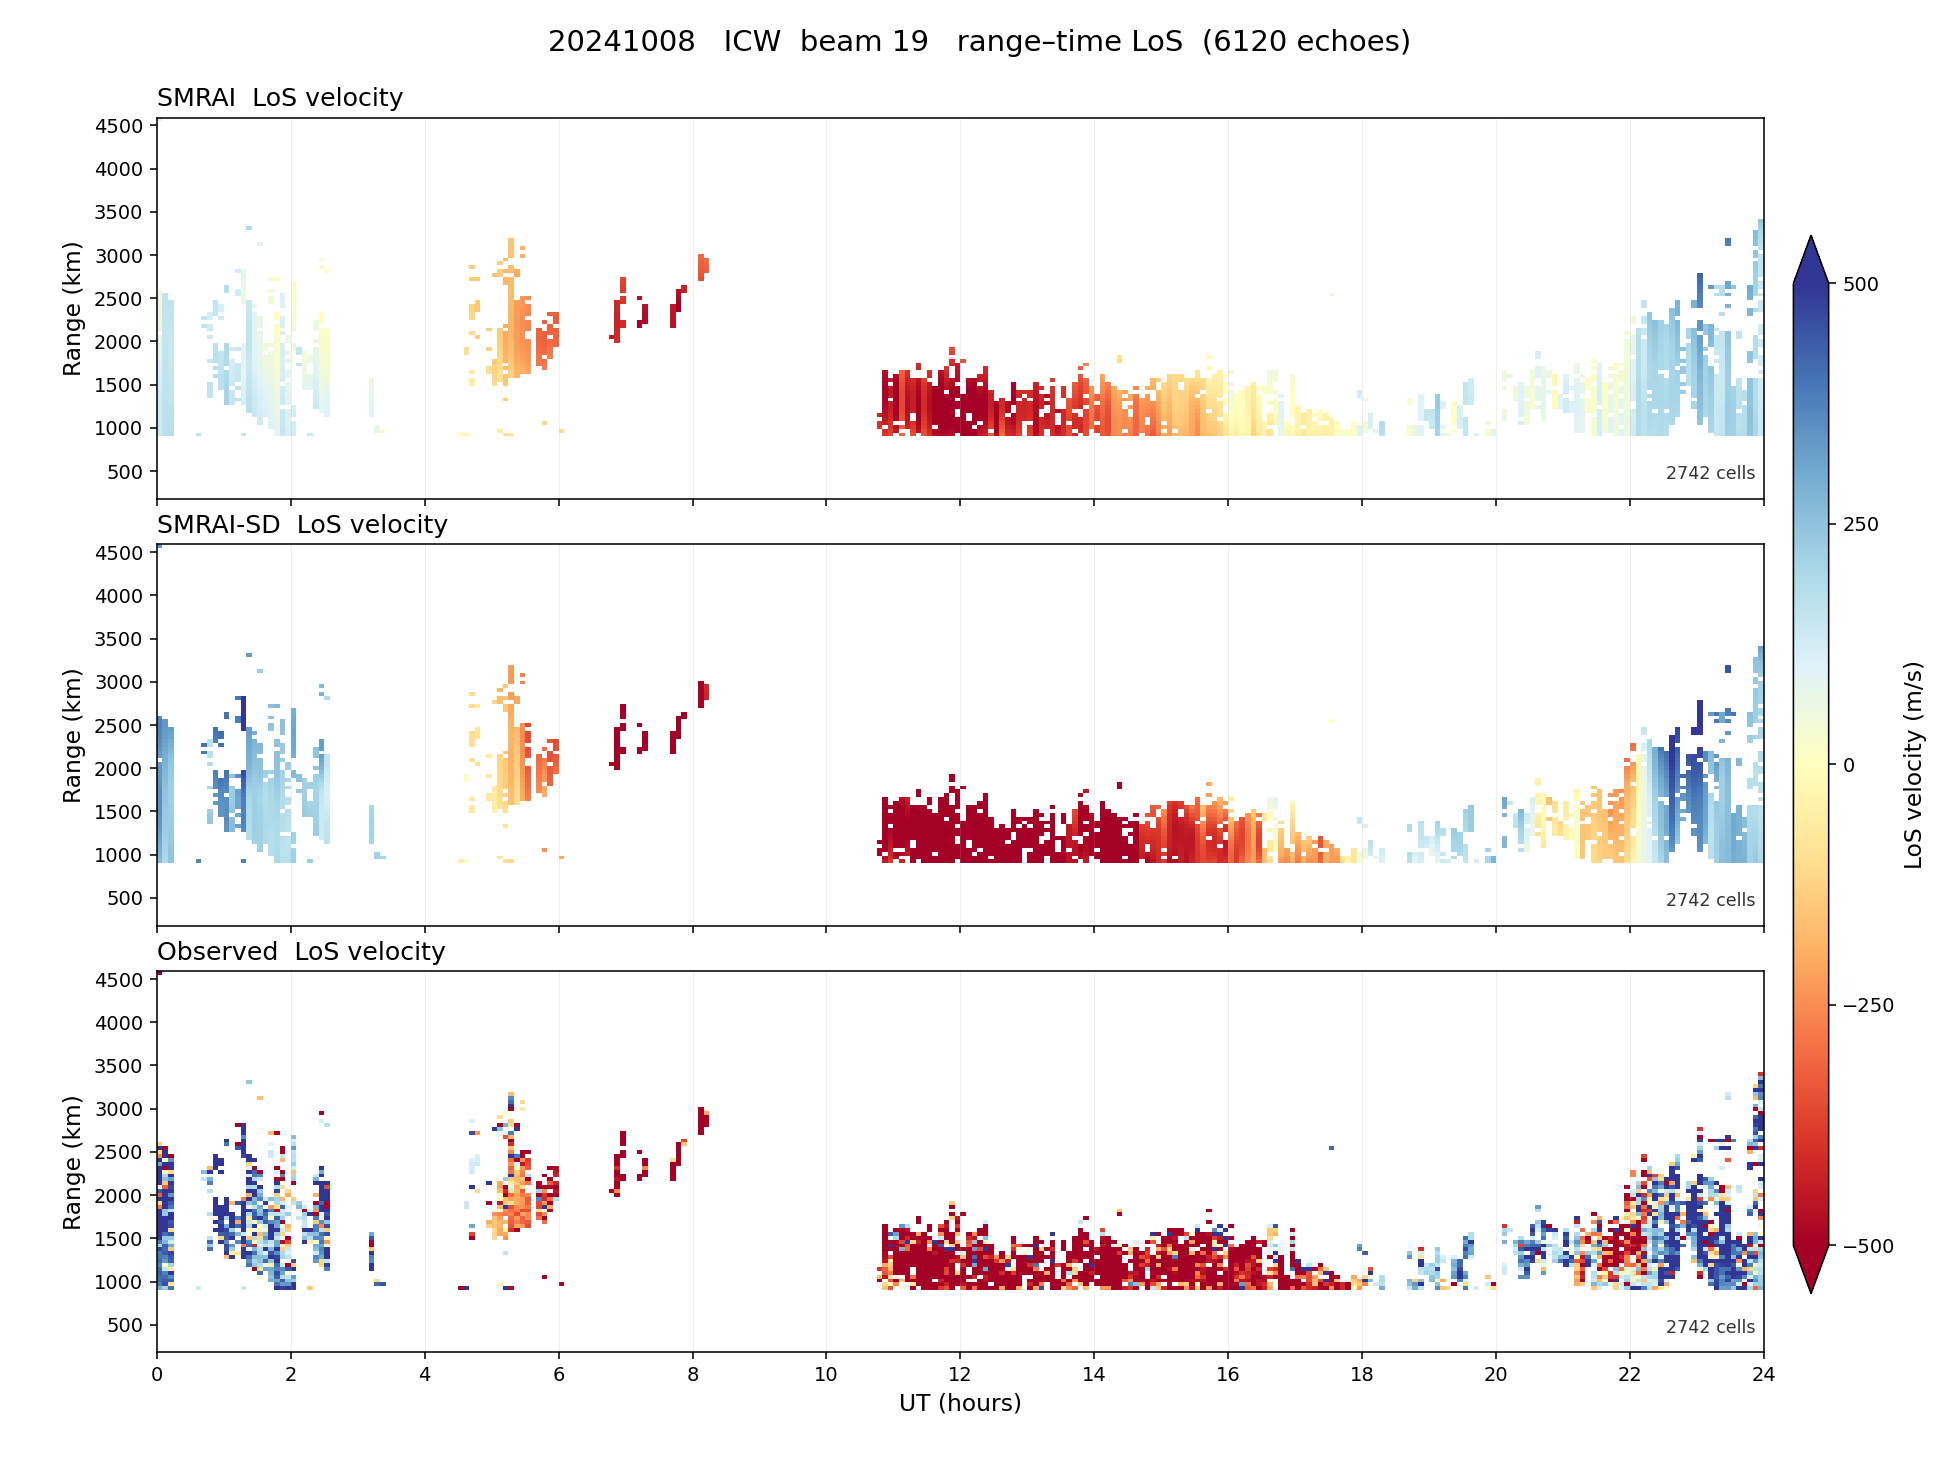 20241008   ICW  beam 19   range–time LoS  (6120 echoes)
SMRAI  LoS velocity
4500
4000
3500
3000
2500
2000
1500
1000
500
Range (km)
2742 cells
SMRAI-SD  LoS velocity
4500
4000
3500
3000
2500
2000
1500
1000
500
Range (km)
2742 cells
Observed  LoS velocity
4500
4000
3500
3000
2500
2000
1500
1000
500
Range (km)
2742 cells
0 2 4 6 8 10 12 14 16 18 20 22 24
UT (hours)
500
250
0
−250
−500
LoS velocity (m/s)